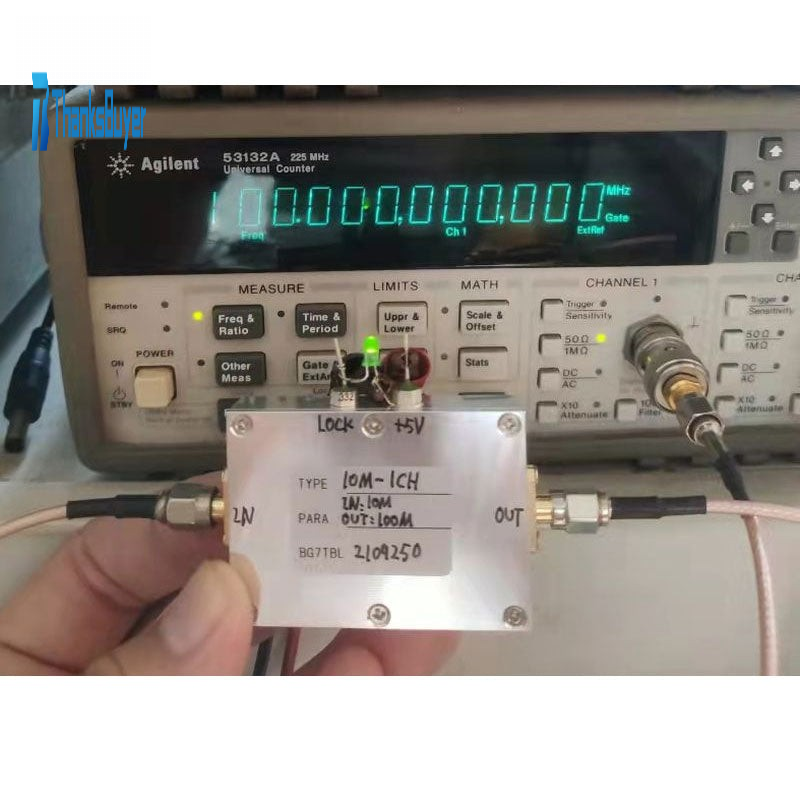 ThanksBuyer
Agilent 53132A 225 MHz
Universal Counter
100.000,000,000 MHz
Gate
Freq Ch1 ExtRef
MEASURE LIMITS MATH CHANNEL 1
Remote
SRQ
Freq & Ratio
Time & Period
Uppr & Lower
Scale & Offset
Trigger Sensitivity
Trigger Sensitivity
ON
POWER
STBY
Other Meas
Gate
Stats
50Ω 1MΩ
50Ω 1MΩ
DC AC
DC AC
X10 Attenuate
X10 Attenuate
Enter
332
LOCK +5V
TYPE 10M-1CH
IN:10M
PARA OUT:100M
IN OUT
BG7TBL 2109250